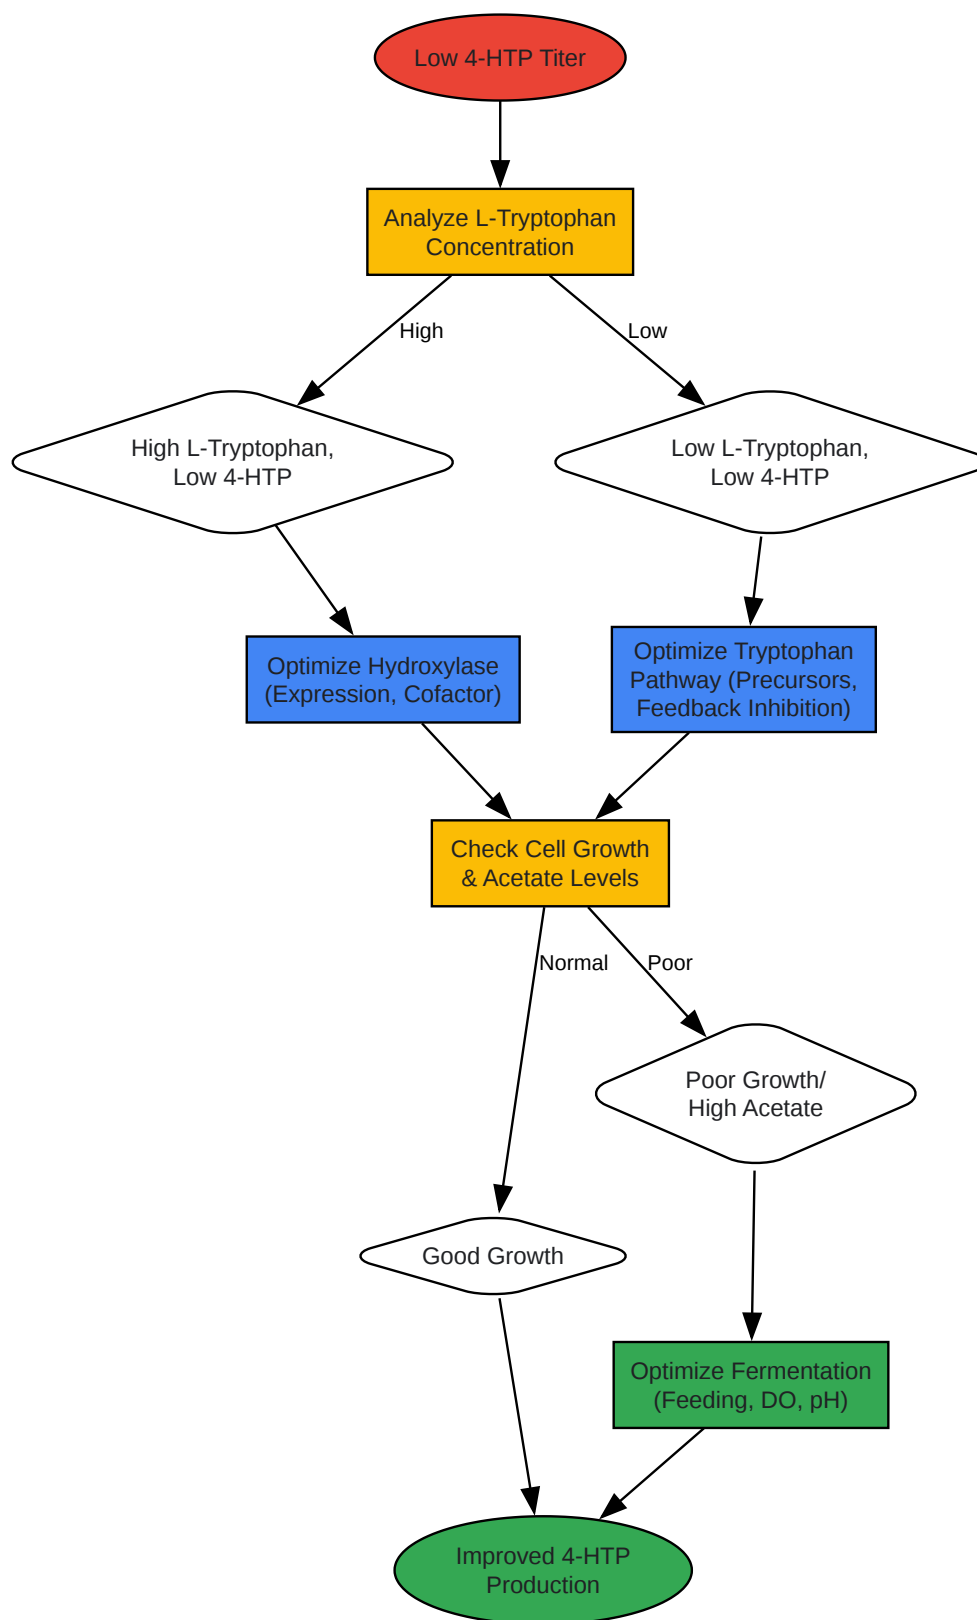 Low 4-HTP Titer
Analyze L-Tryptophan
Concentration
High
Low
High L-Tryptophan,
Low 4-HTP
Low L-Tryptophan,
Low 4-HTP
Optimize Hydroxylase
(Expression, Cofactor)
Optimize Tryptophan
Pathway (Precursors,
Feedback Inhibition)
Check Cell Growth
& Acetate Levels
Normal
Poor
Poor Growth/
High Acetate
Good Growth
Optimize Fermentation
(Feeding, DO, pH)
Improved 4-HTP
Production